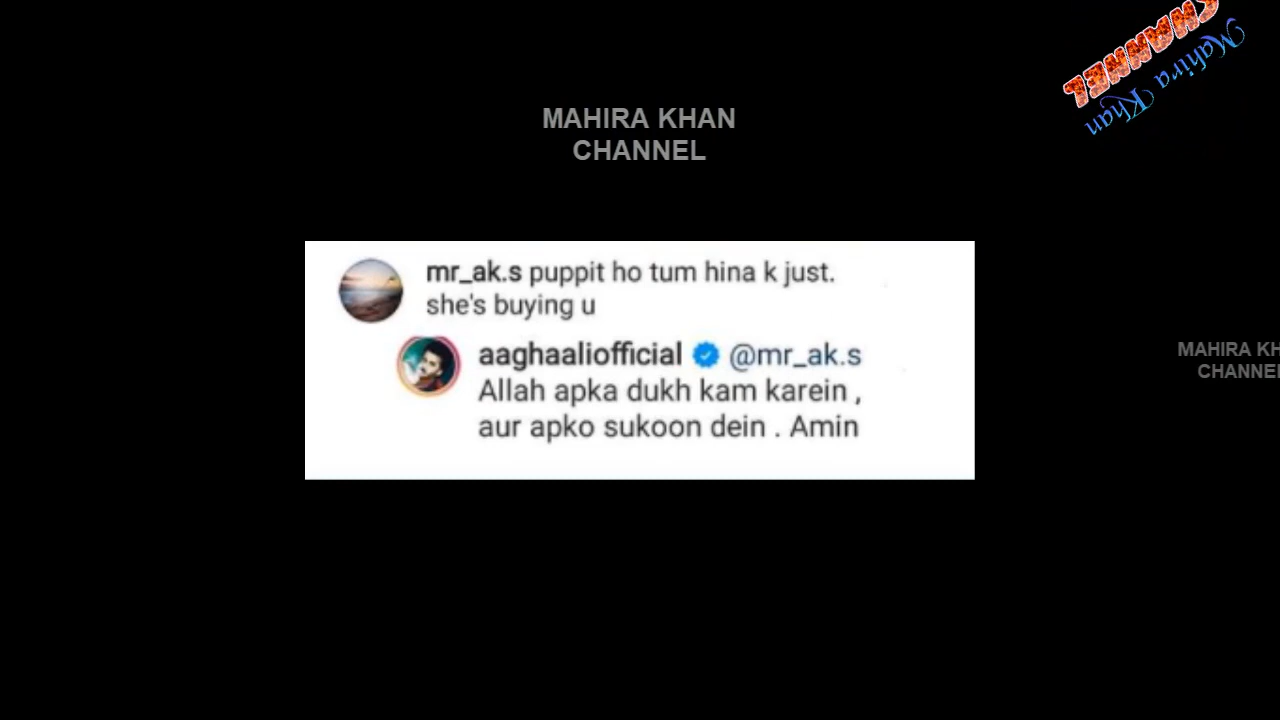 CHANNEL
Mahira Khan
MAHIRA KHAN
CHANNEL
mr_ak.s puppit ho tum hina k just.
she's buying u
aaghaaliofficial @mr_ak.s
Allah apka dukh kam karein ,
aur apko sukoon dein . Amin
MAHIRA KH
CHANNEL